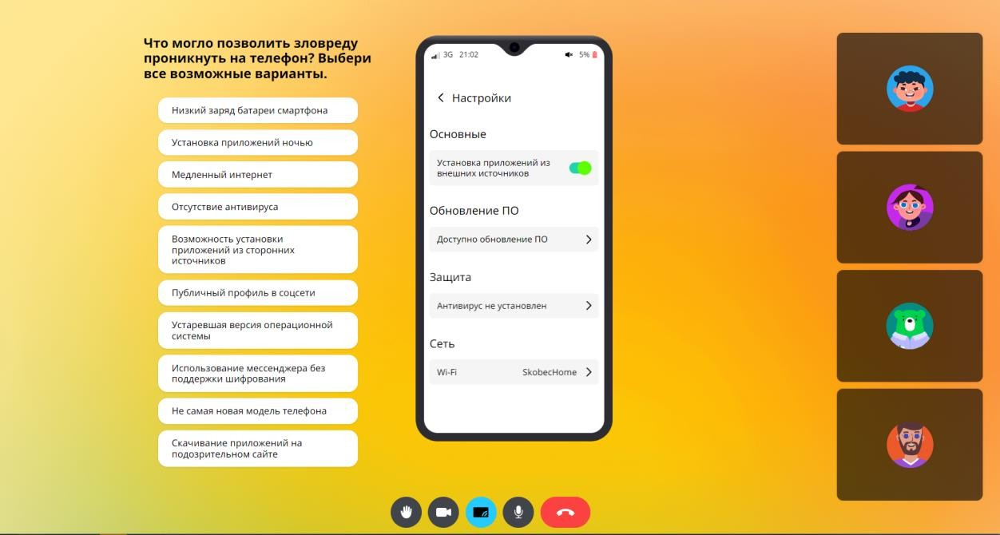 Что могло позволить зловреду
проникнуть на телефон? Выбери
все возможные варианты.
Низкий заряд батареи смартфона
Установка приложений ночью
Медленный интернет
Отсутствие антивируса
Возможность установки
приложений из сторонних
источников
Публичный профиль в соцсети
Устаревшая версия операционной
системы
Использование мессенджера без
поддержки шифрования
Не самая новая модель телефона
Скачивание приложений на
подозрительном сайте
3G 21:02 5%
Настройки
Основные
Установка приложений из
внешних источников
Обновление ПО
Доступно обновление ПО
Защита
Антивирус не установлен
Сеть
Wi-Fi SkobecHome